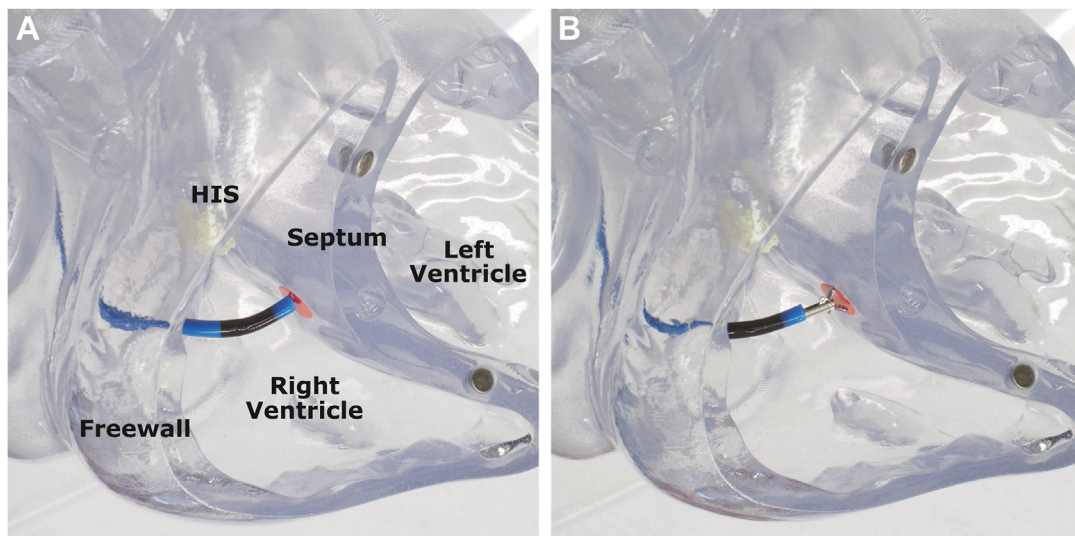 A
B
HIS
Septum
Left
Ventricle
Right
Ventricle
Freewall